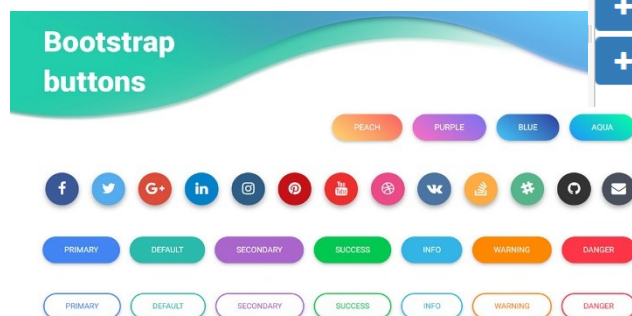 Bootstrap
buttons
PEACH PURPLE BLUE AQUA
f G+ in You Tube
PRIMARY DEFAULT SECONDARY SUCCESS INFO WARNING DANGER
PRIMARY DEFAULT SECONDARY SUCCESS INFO WARNING DANGER